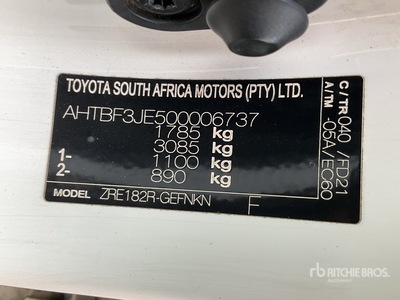 TOYOTA SOUTH AFRICA MOTORS (PTY) LTD.
AHTBF3JE500006737
1785 kg
3085 kg
1- 1100 kg
2- 890 kg
MODEL ZRE182R-GEFNKN F
C/TR 040/FD21
A/TM -05A/EC60
rb RITCHIE BROS.